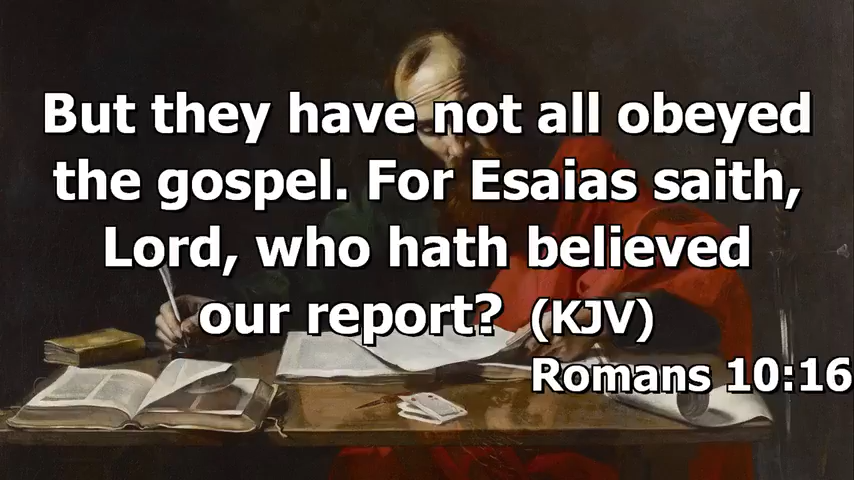 But they have not all obeyed
the gospel. For Esaias saith,
Lord, who hath believed
our report? (KJV)
Romans 10:16